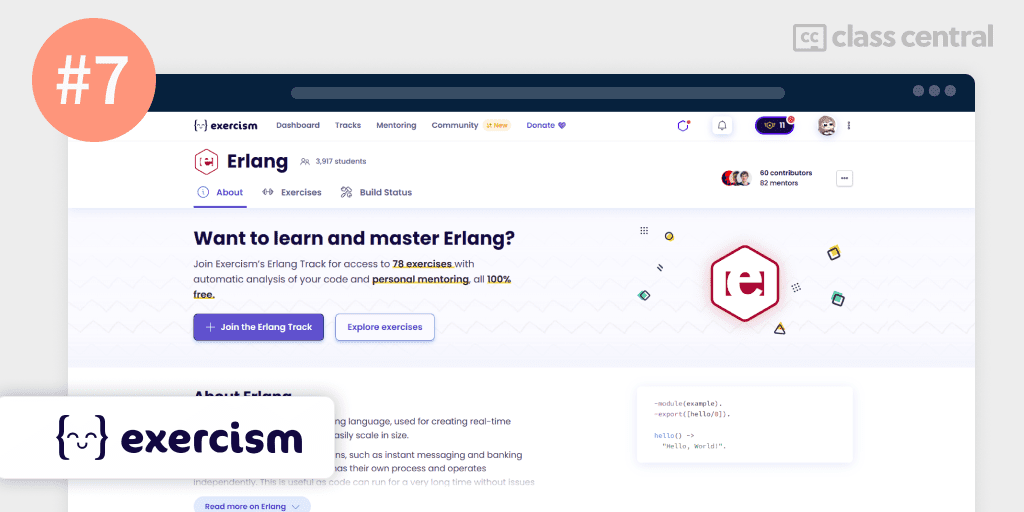 #7
cc class central
exercism Dashboard Tracks Mentoring Community New Donate 11
Erlang 3,917 students
60 contributors
82 mentors
About Exercises Build Status
Want to learn and master Erlang?
Join Exercism's Erlang Track for access to 78 exercises with
automatic analysis of your code and personal mentoring, all 100%
free.
Join the Erlang Track Explore exercises
About Erlang
ng language, used for creating real-time
asily scale in size.
ns, such as instant messaging and banking
has their own process and operates
independently. This is useful as code can run for a very long time without issues
Read more on Erlang
-module(example).
-export([hello/0]).
hello() ->
"Hello, World!".
exercism